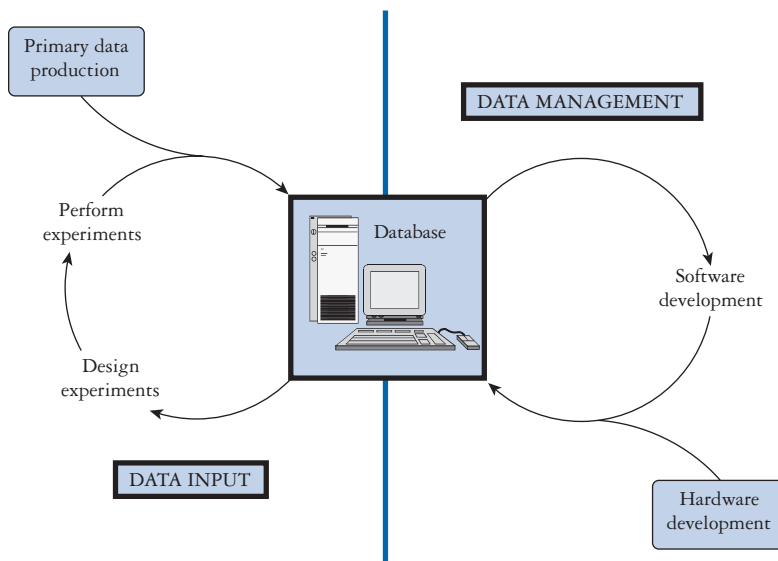 Primary data
production
DATA MANAGEMENT
Perform
experiments
Database
Software
development
Design
experiments
DATA INPUT
Hardware
development